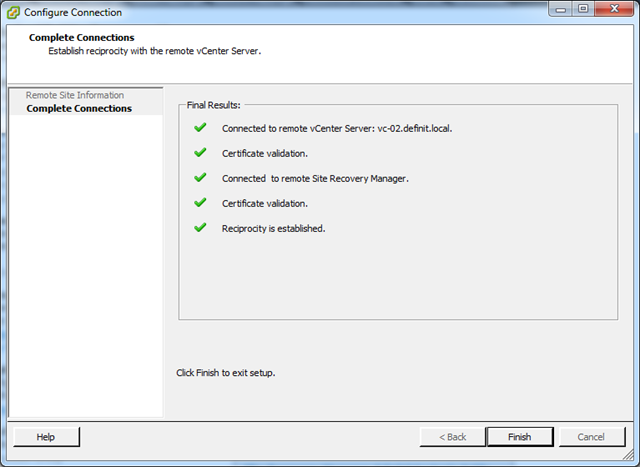 Configure Connection
Complete Connections
Establish reciprocity with the remote vCenter Server.
Remote Site Information
Complete Connections
Final Results:
Connected to remote vCenter Server: vc-02.definit.local.
Certificate validation.
Connected to remote Site Recovery Manager.
Certificate validation.
Reciprocity is established.
Click Finish to exit setup.
Help
< Back
Finish
Cancel